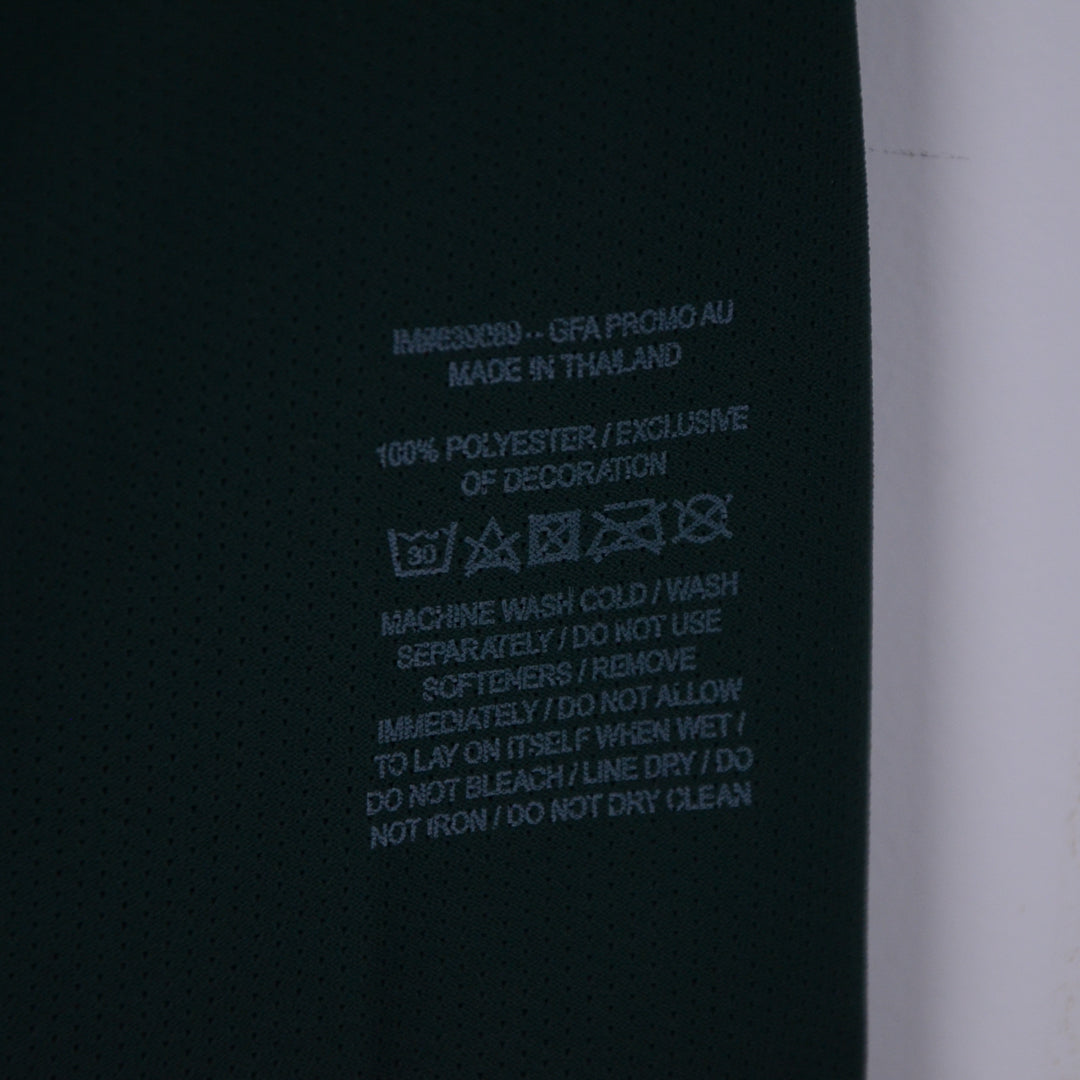 GFA PROMO AU
MADE IN THAILAND
100% POLYESTER / EXCLUSIVE
OF DECORATION
30
MACHINE WASH COLD / WASH
SEPARATELY / DO NOT USE
SOFTENERS / REMOVE
IMMEDIATELY / DO NOT ALLOW
TO LAY ON ITSELF WHEN WET /
DO NOT BLEACH / LINE DRY / DO
NOT IRON / DO NOT DRY CLEAN